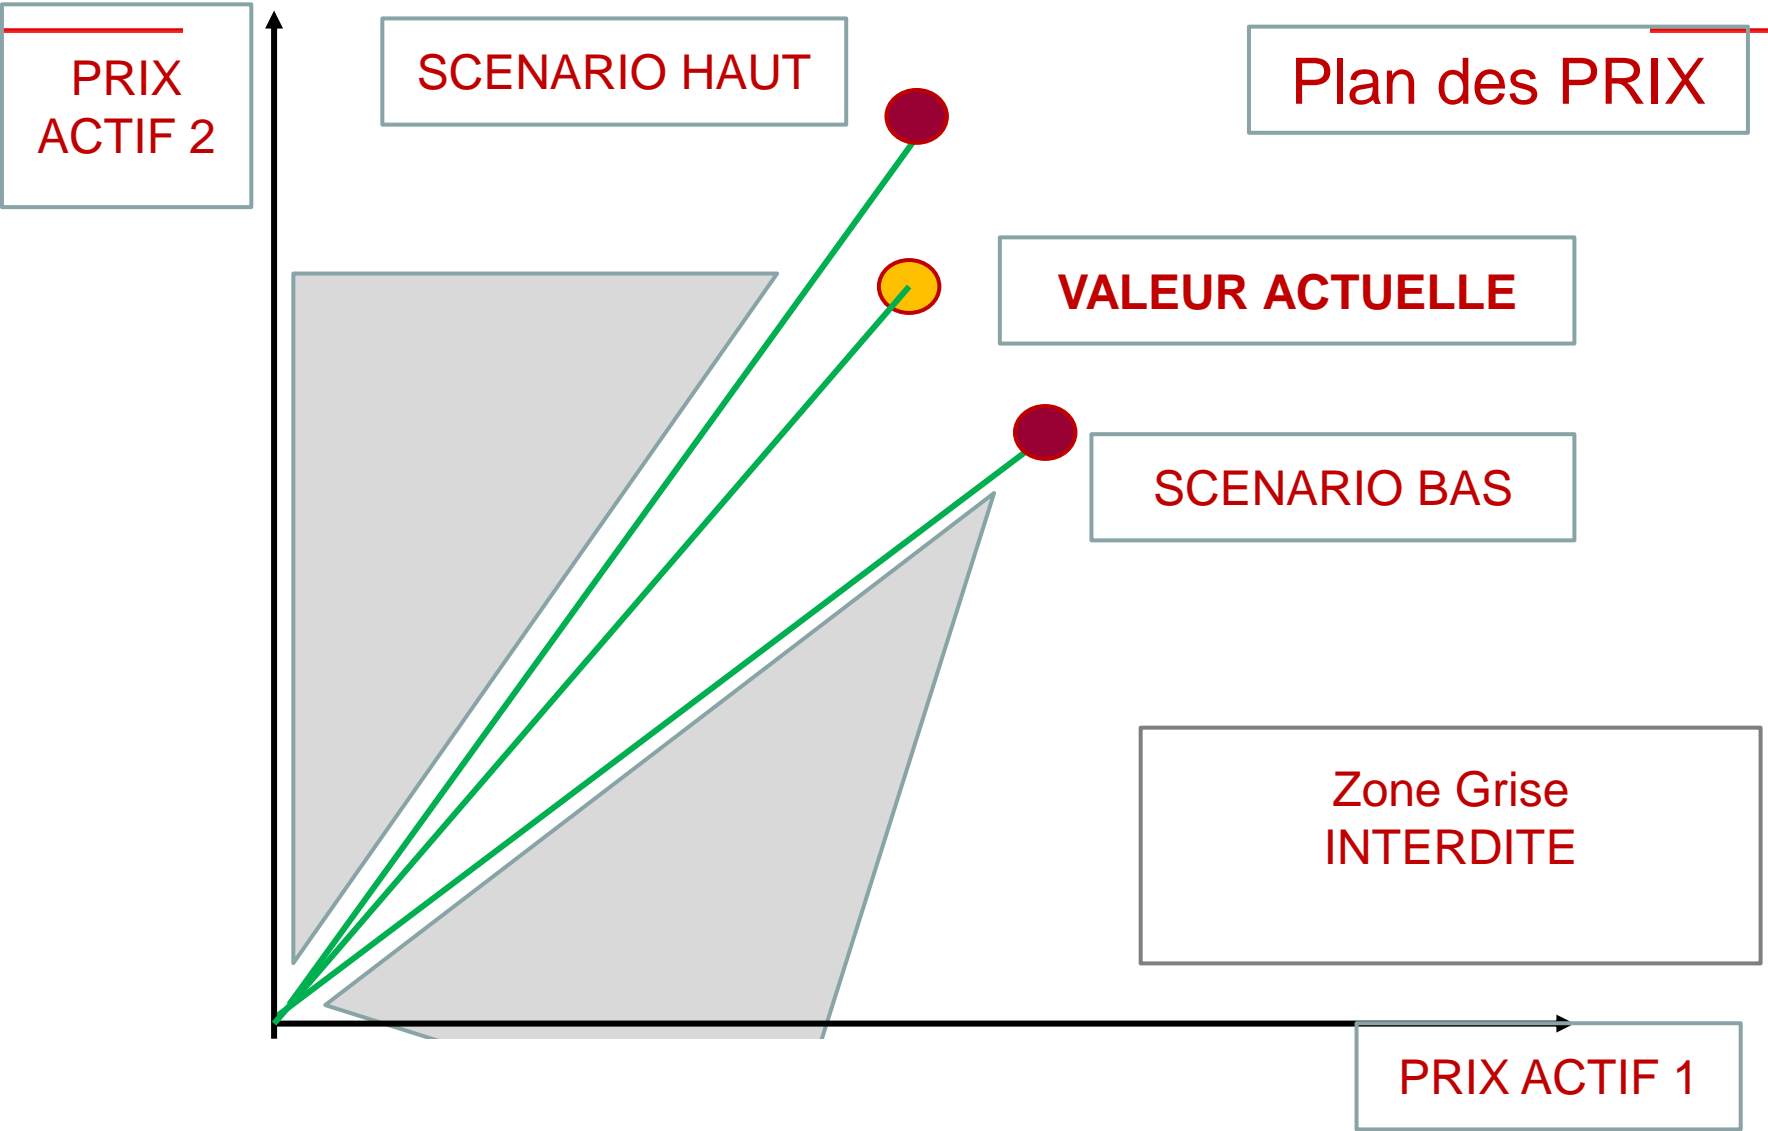 PRIX
ACTIF 2
SCENARIO HAUT
Plan des PRIX
VALEUR ACTUELLE
SCENARIO BAS
Zone Grise
INTERDITE
PRIX ACTIF 1